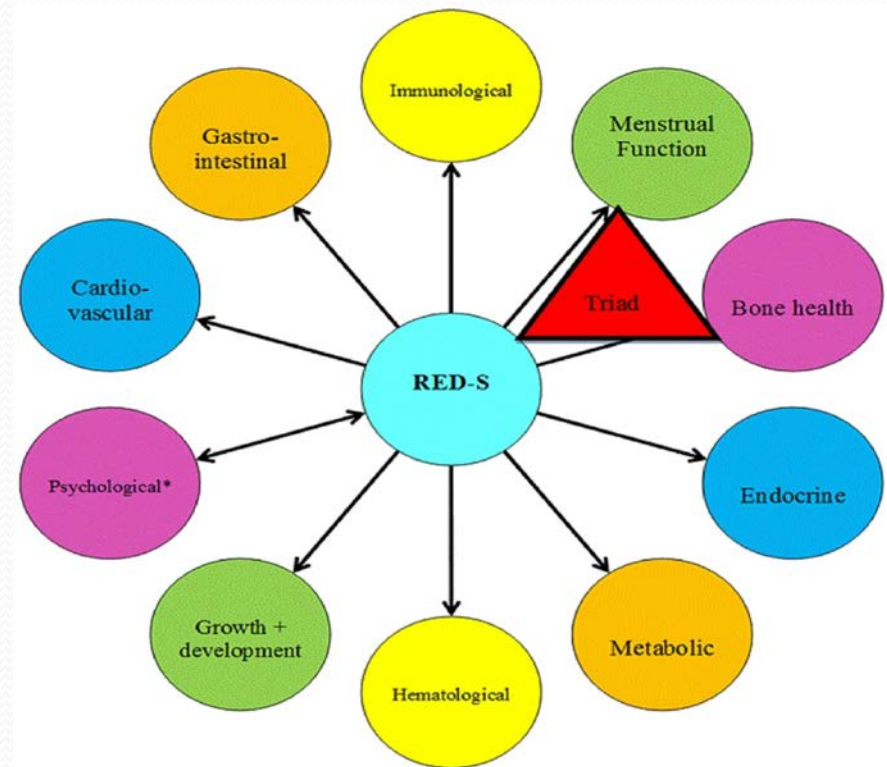 Immunological
Gastro-
intestinal
Menstrual
Function
Cardio-
vascular
Triad
Bone health
RED-S
Psychological*
Endocrine
Growth +
development
Metabolic
Hematological